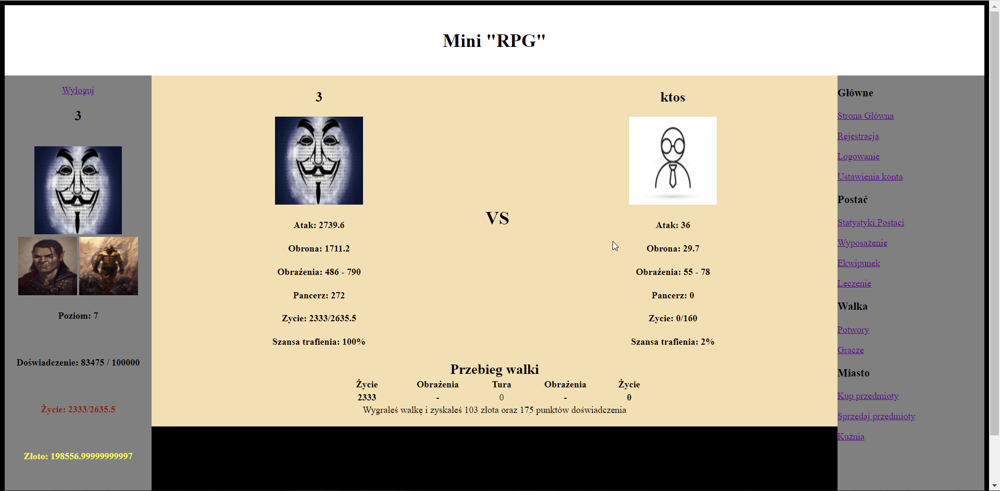 Mini "RPG"
Wyloguj
3
Poziom: 7
Doświadczenie: 83475 / 100000
Życie: 2333/2635.5
Złoto: 198556.99999999997
3
Atak: 2739.6
Obrona: 1711.2
Obrażenia: 486 - 790
Pancerz: 272
Zycie: 2333/2635.5
Szansa trafienia: 100%
VS
ktos
Atak: 36
Obrona: 29.7
Obrażenia: 55 - 78
Pancerz: 0
Zycie: 0/160
Szansa trafienia: 2%
Przebieg walki
Życie Obrażenia Tura Obrażenia Życie
2333 - 0 - 0
Wygrałeś walkę i zyskałeś 103 złota oraz 175 punktów doświadczenia
Główne
Strona Główna
Rejestracja
Logowanie
Ustawienia konta
Postać
Statystyki Postaci
Wyposażenie
Ekwipunek
Leczenie
Walka
Potwory
Gracze
Miasto
Kup przedmioty
Sprzedaj przedmioty
Kuźnia